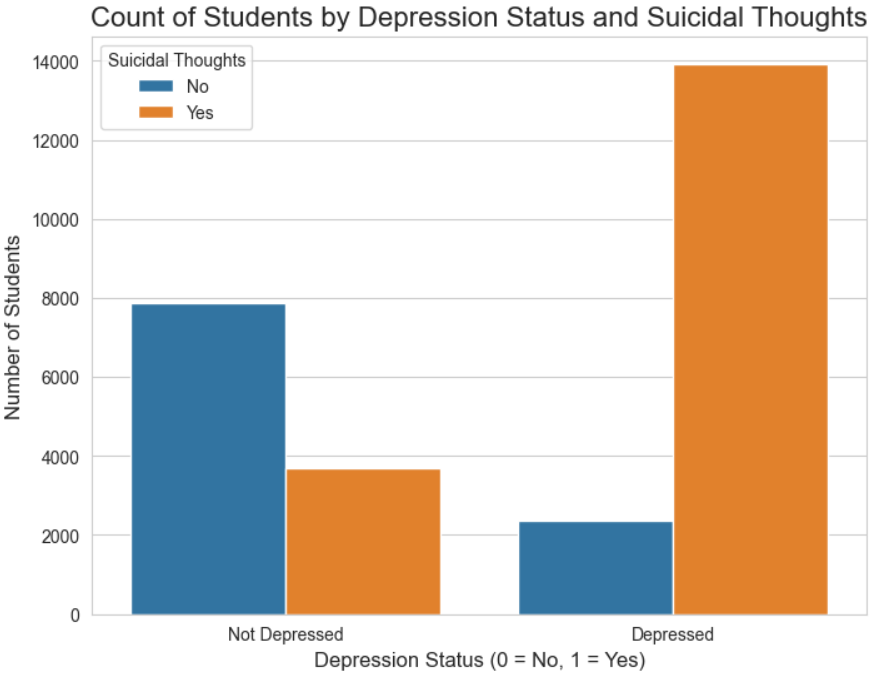 Count of Students by Depression Status and Suicidal Thoughts
Suicidal Thoughts
No
Yes
14000
12000
10000
8000
6000
4000
2000
0
Number of Students
Not Depressed
Depressed
Depression Status (0 = No, 1 = Yes)